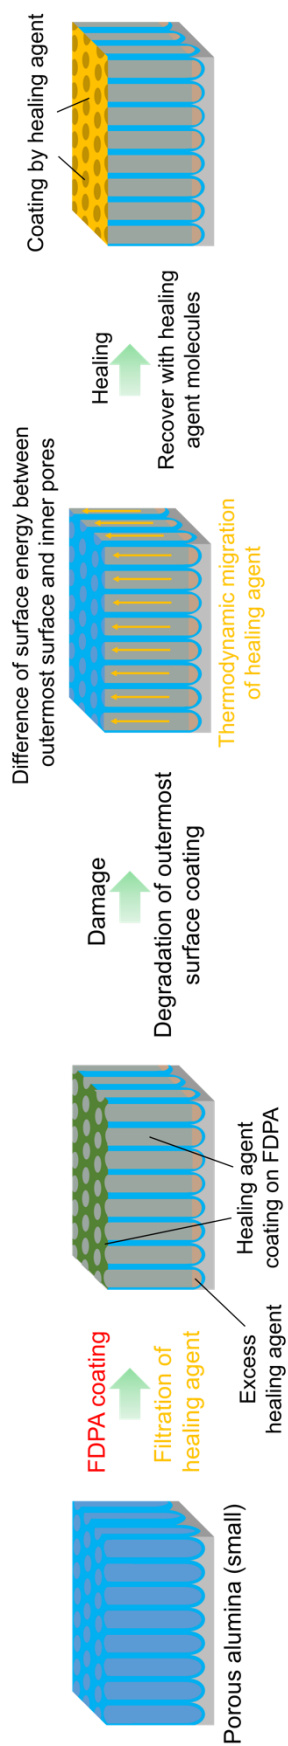 Porous alumina (small)
FDPA coating
Filtration of
healing agent
Excess
healing agent
Healing agent
coating on FDPA
Damage
Degradation of outermost
surface coating
Difference of surface energy between
outermost surface and inner pores
Thermodynamic migration
of healing agent
Healing
Recover with healing
agent molecules
Coating by healing agent